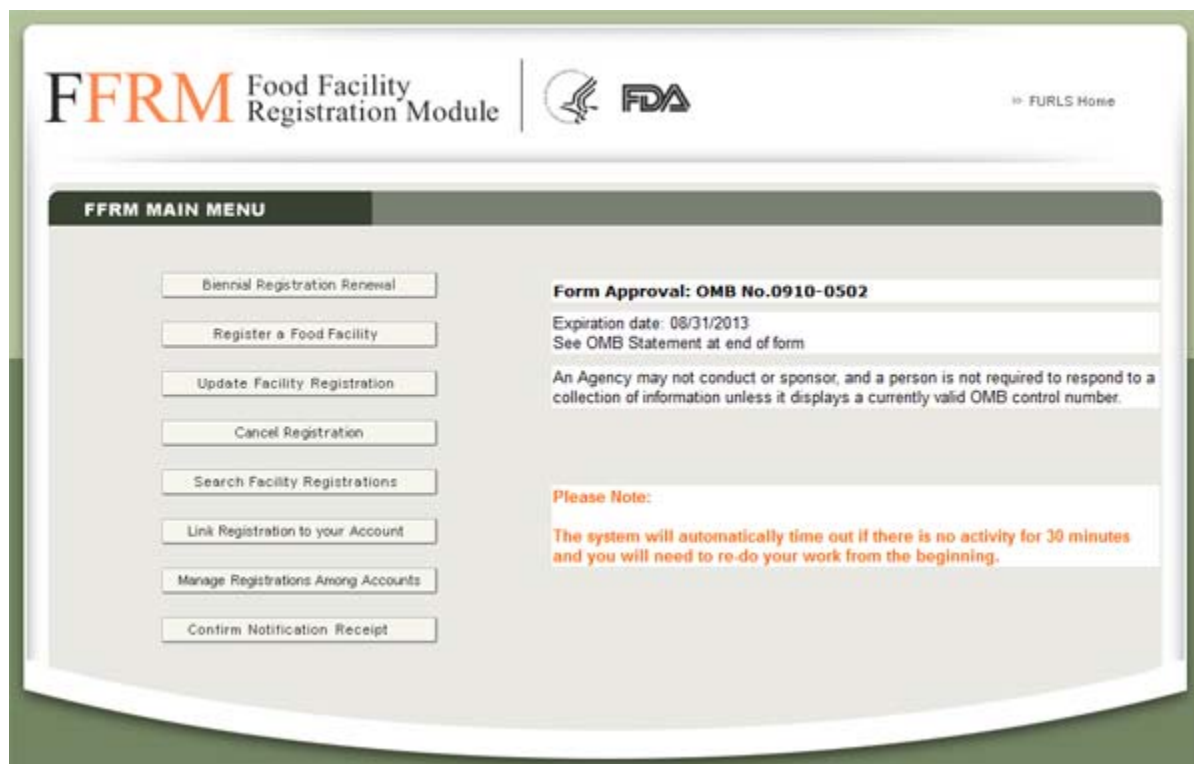 FFRM Food Facility
Registration Module
FDA
» FURLS Home
FFRM MAIN MENU
Biennial Registration Renewal
Register a Food Facility
Update Facility Registration
Cancel Registration
Search Facility Registrations
Link Registration to your Account
Manage Registrations Among Accounts
Confirm Notification Receipt
Form Approval: OMB No.0910-0502
Expiration date: 08/31/2013
See OMB Statement at end of form
An Agency may not conduct or sponsor, and a person is not required to respond to a
collection of information unless it displays a currently valid OMB control number.
Please Note:
The system will automatically time out if there is no activity for 30 minutes
and you will need to re-do your work from the beginning.